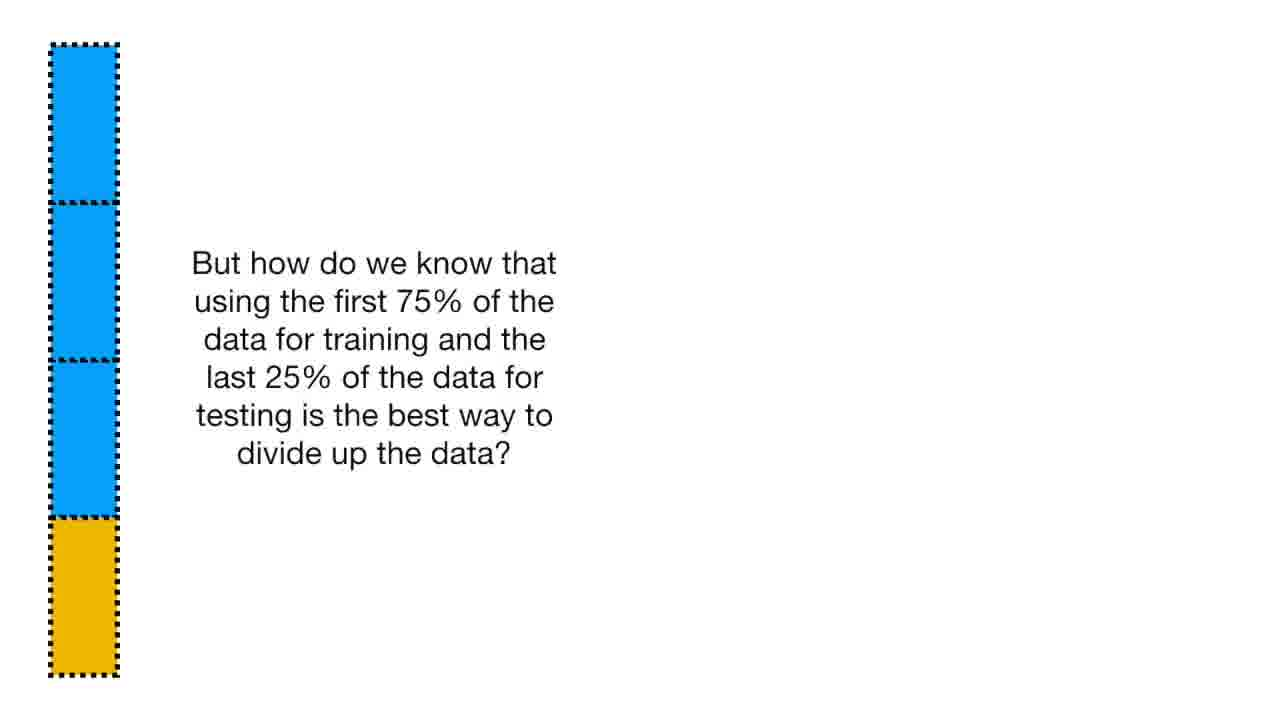 But how do we know that
using the first 75% of the
data for training and the
last 25% of the data for
testing is the best way to
divide up the data?